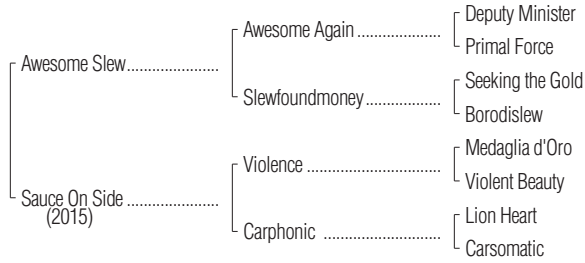 Deputy Minister
Awesome Again ..................
Primal Force
Awesome Slew....................
Seeking the Gold
Slewfoundmoney................
Borodislew
Medaglia d'Oro
Violence .............................
Violent Beauty
Sauce On Side ....................
(2015)
Lion Heart
Carphonic .........................
Carsomatic